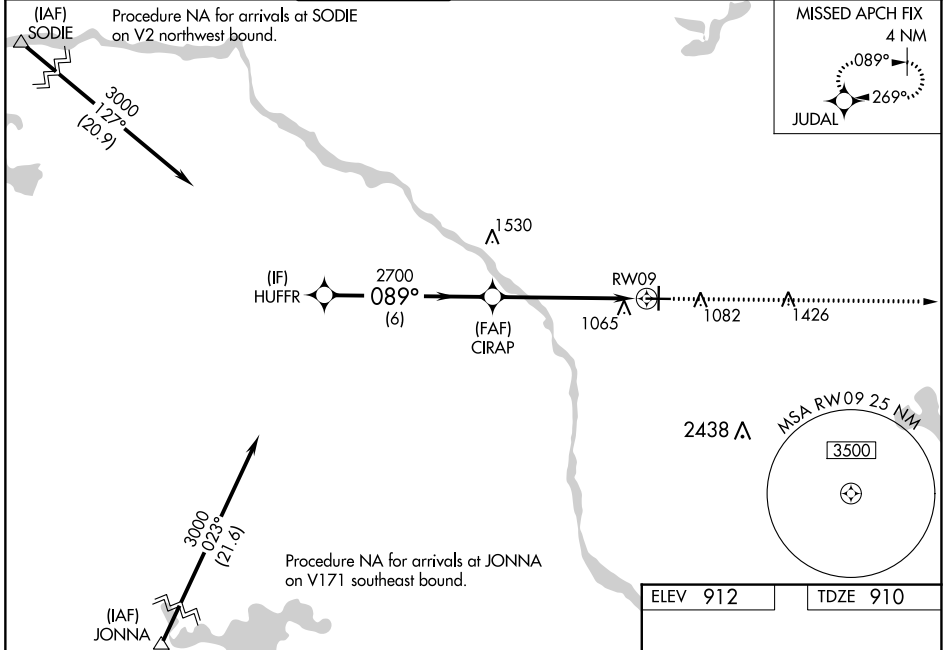 (IAF)
SODIE
Procedure NA for arrivals at SODIE
on V2 northwest bound.
MISSED APCH FIX
4 NM
089°
269°
JUDAL
3000
127°
(20.9)
1530
(IF)
HUFFR
2700
089°
(6)
(FAF)
CIRAP
RW09
1065
1082
1426
2438
MSA RW09 25 NM
3500
3000
023°
(21.6)
Procedure NA for arrivals at JONNA
on V171 southeast bound.
(IAF)
JONNA
ELEV 912
TDZE 910